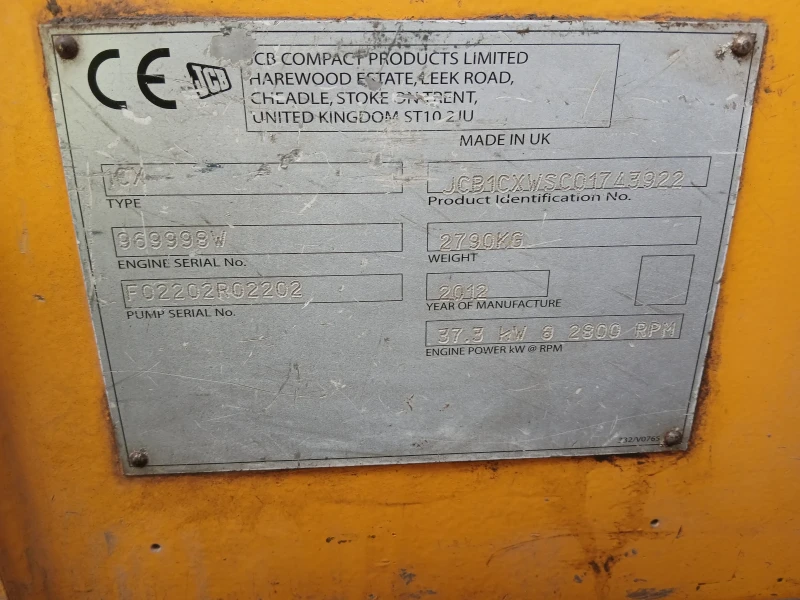 CE
JCB
JCB COMPACT PRODUCTS LIMITED
HAREWOOD ESTATE, LEEK ROAD,
CHEADLE, STOKE ON TRENT,
UNITED KINGDOM ST10 2JU
MADE IN UK
1CX
TYPE
JCB1CXWSC01743922
Product Identification No.
969998W
ENGINE SERIAL No.
2790KG
WEIGHT
F02202R02202
PUMP SERIAL No.
2012
YEAR OF MANUFACTURE
37.3 kW @ 2800 RPM
ENGINE POWER kW @ RPM